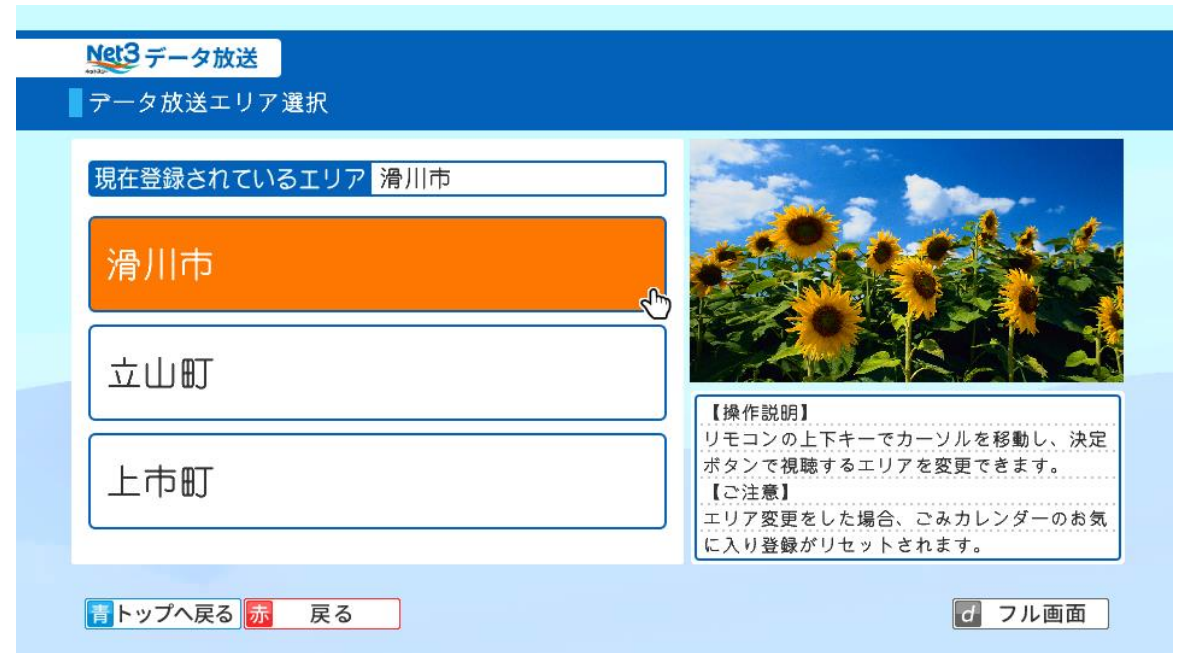 Net3 データ放送
データ放送エリア選択
現在登録されているエリア 滑川市
滑川市
立山町
上市町
【操作説明】
リモコンの上下キーでカーソルを移動し、決定
ボタンで視聴するエリアを変更できます。
【ご注意】
エリア変更をした場合、ごみカレンダーのお気
に入り登録がリセットされます。
青 トップへ戻る 赤 戻る
d フル画面